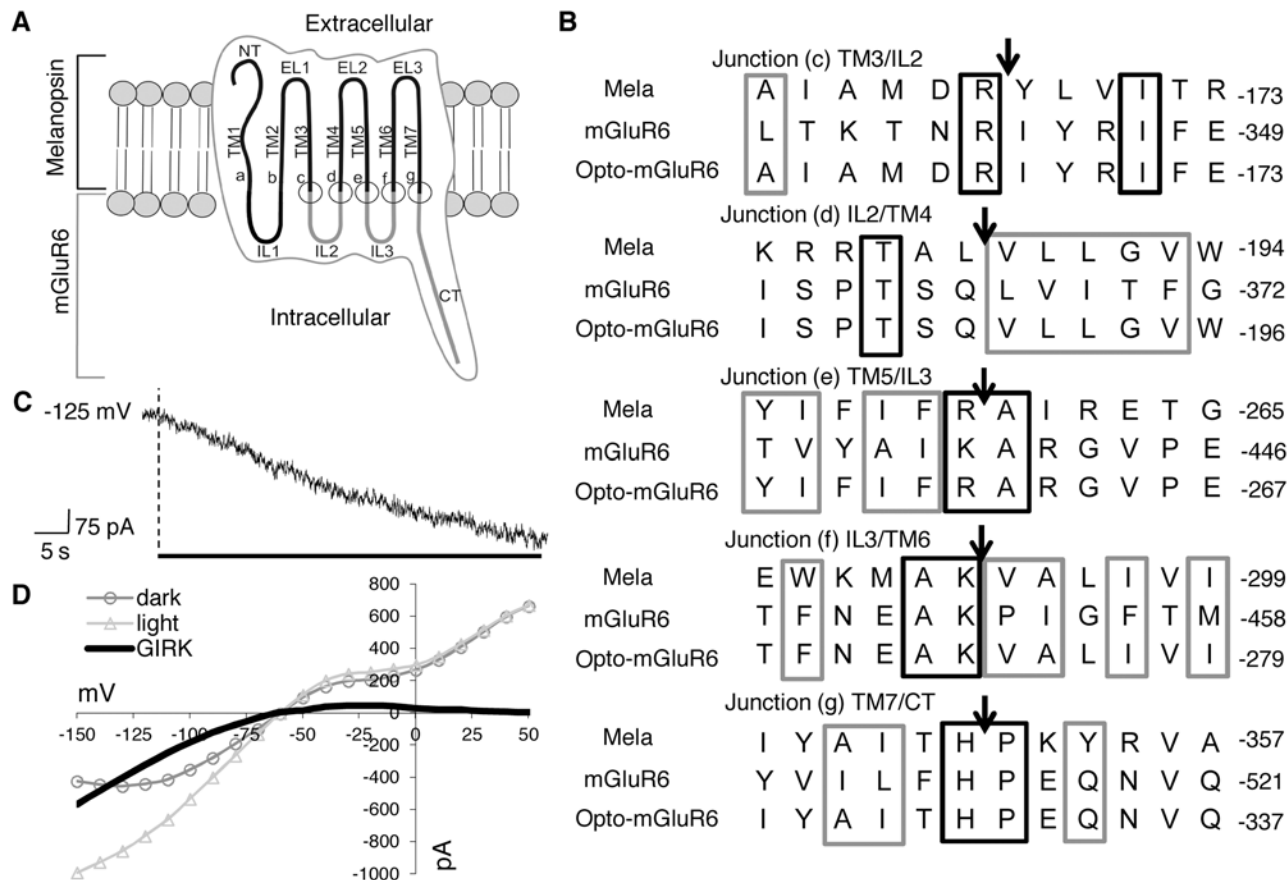 A
Extracellular
Melanopsin
mGluR6
NT
EL1
EL2
EL3
TM1
TM2
TM3
TM4
TM5
TM6
TM7
a
b
c
d
e
f
g
IL1
IL2
IL3
CT
Intracellular
B
Junction (c) TM3/IL2
Mela A I A M D R Y L V I T R -173
mGluR6 L T K T N R I Y R I F E -349
Opto-mGluR6 A I A M D R I Y R I F E -173
Junction (d) IL2/TM4
Mela K R R T A L V L L G V W -194
mGluR6 I S P T S Q L V I T F G -372
Opto-mGluR6 I S P T S Q V L L G V W -196
Junction (e) TM5/IL3
Mela Y I F I F R A I R E T G -265
mGluR6 T V Y A I K A R G V P E -446
Opto-mGluR6 Y I F I F R A R G V P E -267
Junction (f) IL3/TM6
Mela E W K M A K V A L I V I -299
mGluR6 T F N E A K P I G F T M -458
Opto-mGluR6 T F N E A K V A L I V I -279
Junction (g) TM7/CT
Mela I Y A I T H P K Y R V A -357
mGluR6 Y V I L F H P E Q N V Q -521
Opto-mGluR6 I Y A I T H P E Q N V Q -337
C
-125 mV
75 pA
5 s
D
dark
light
GIRK
mV
-150 -125 -100 -75 -50 -25 0 25 50
800
600
400
200
0
-200
-400
-600
-800
-1000
pA